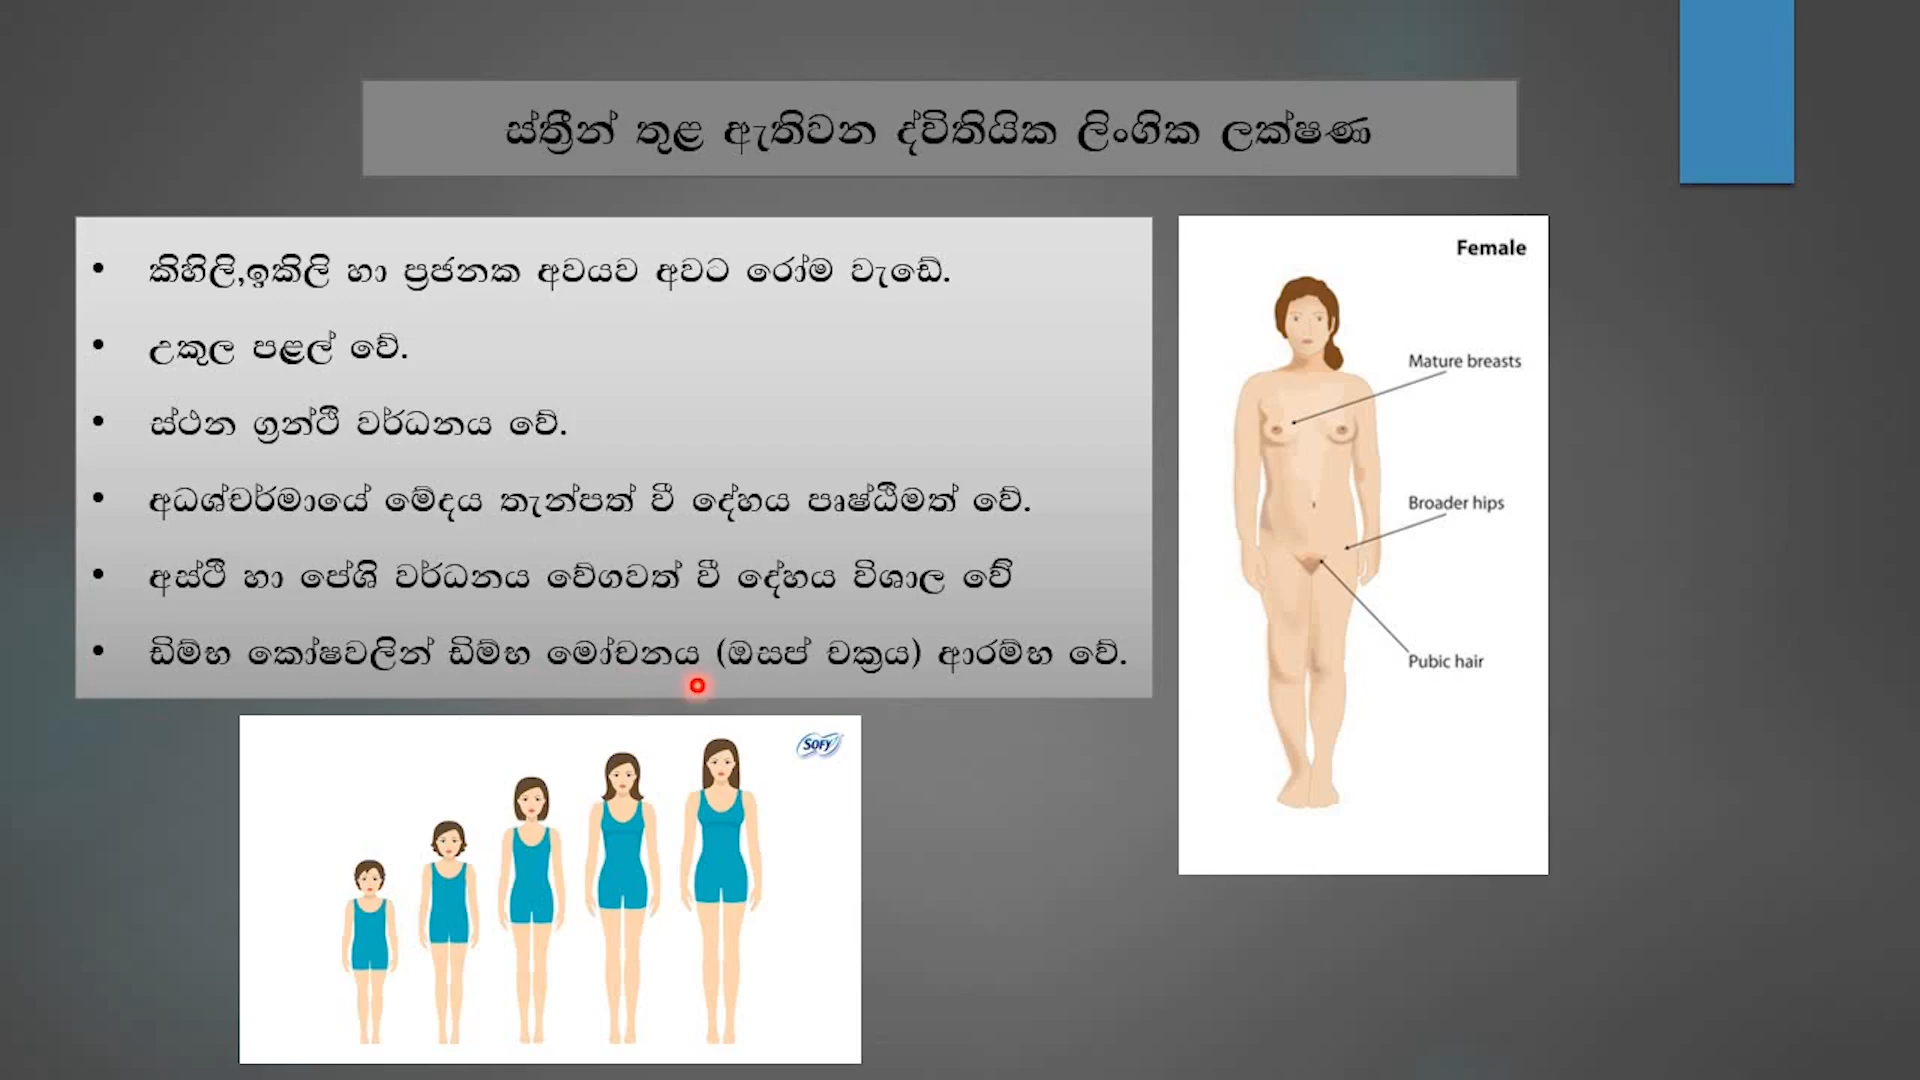 ස්ත්‍රීන් තුළ ඇතිවන ද්විතියික ලිංගික ලක්ෂණ
• කිහිලි,ඉකිලි හා ප්‍රජනක අවයව අවට රෝම වැඩේ.
• උකුල පළල් වේ.
• ස්ථන ග්‍රන්ථී වර්ධනය වේ.
• අධශ්චර්මායේ මේදය තැන්පත් වී දේහය පෘෂ්ඨිමත් වේ.
• අස්ථි හා පේශි වර්ධනය වේගවත් වී දේහය විශාල වේ
• ඩිම්භ කෝෂවලින් ඩිම්භ මෝචනය (ඔසප් චක්‍රය) ආරම්භ වේ.
Female
Mature breasts
Broader hips
Pubic hair
SOFY